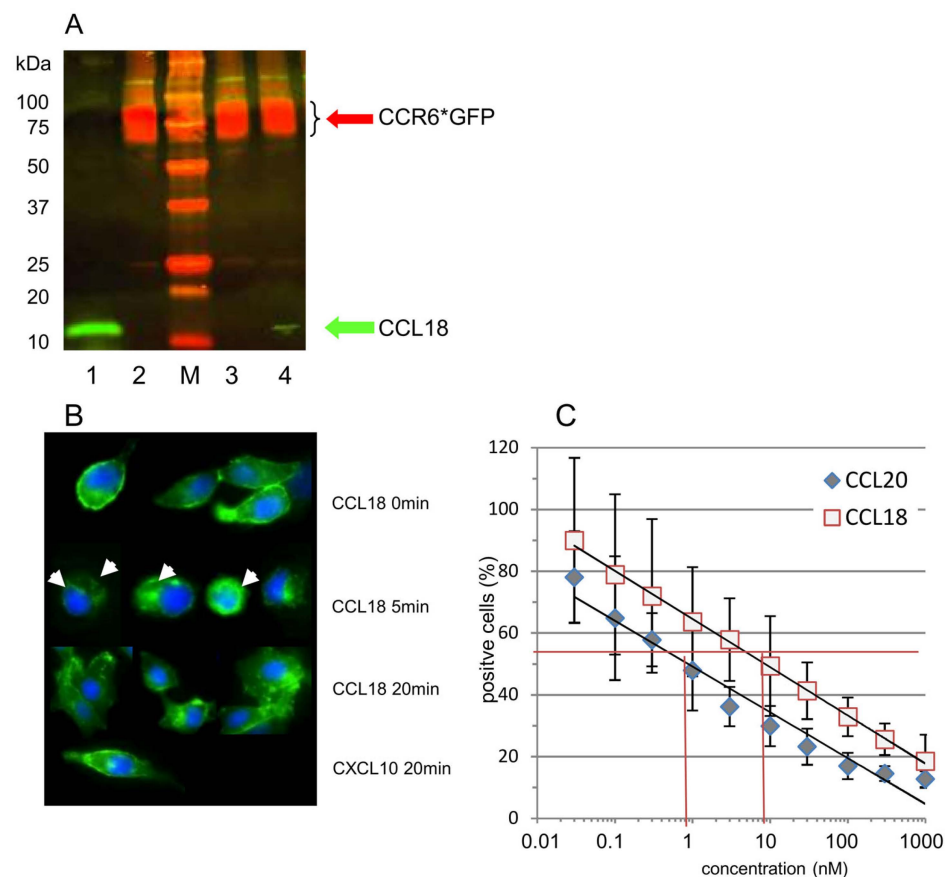 A
kDa
100
75
50
37
25
20
10
CCR6*GFP
CCL18
1 2 M 3 4
B
CCL18 0min
CCL18 5min
CCL18 20min
CXCL10 20min
C
120
100
80
60
40
20
0
positve cells (%)
CCL20
CCL18
0.01 0.1 1 10 100 1000
concentration (nM)